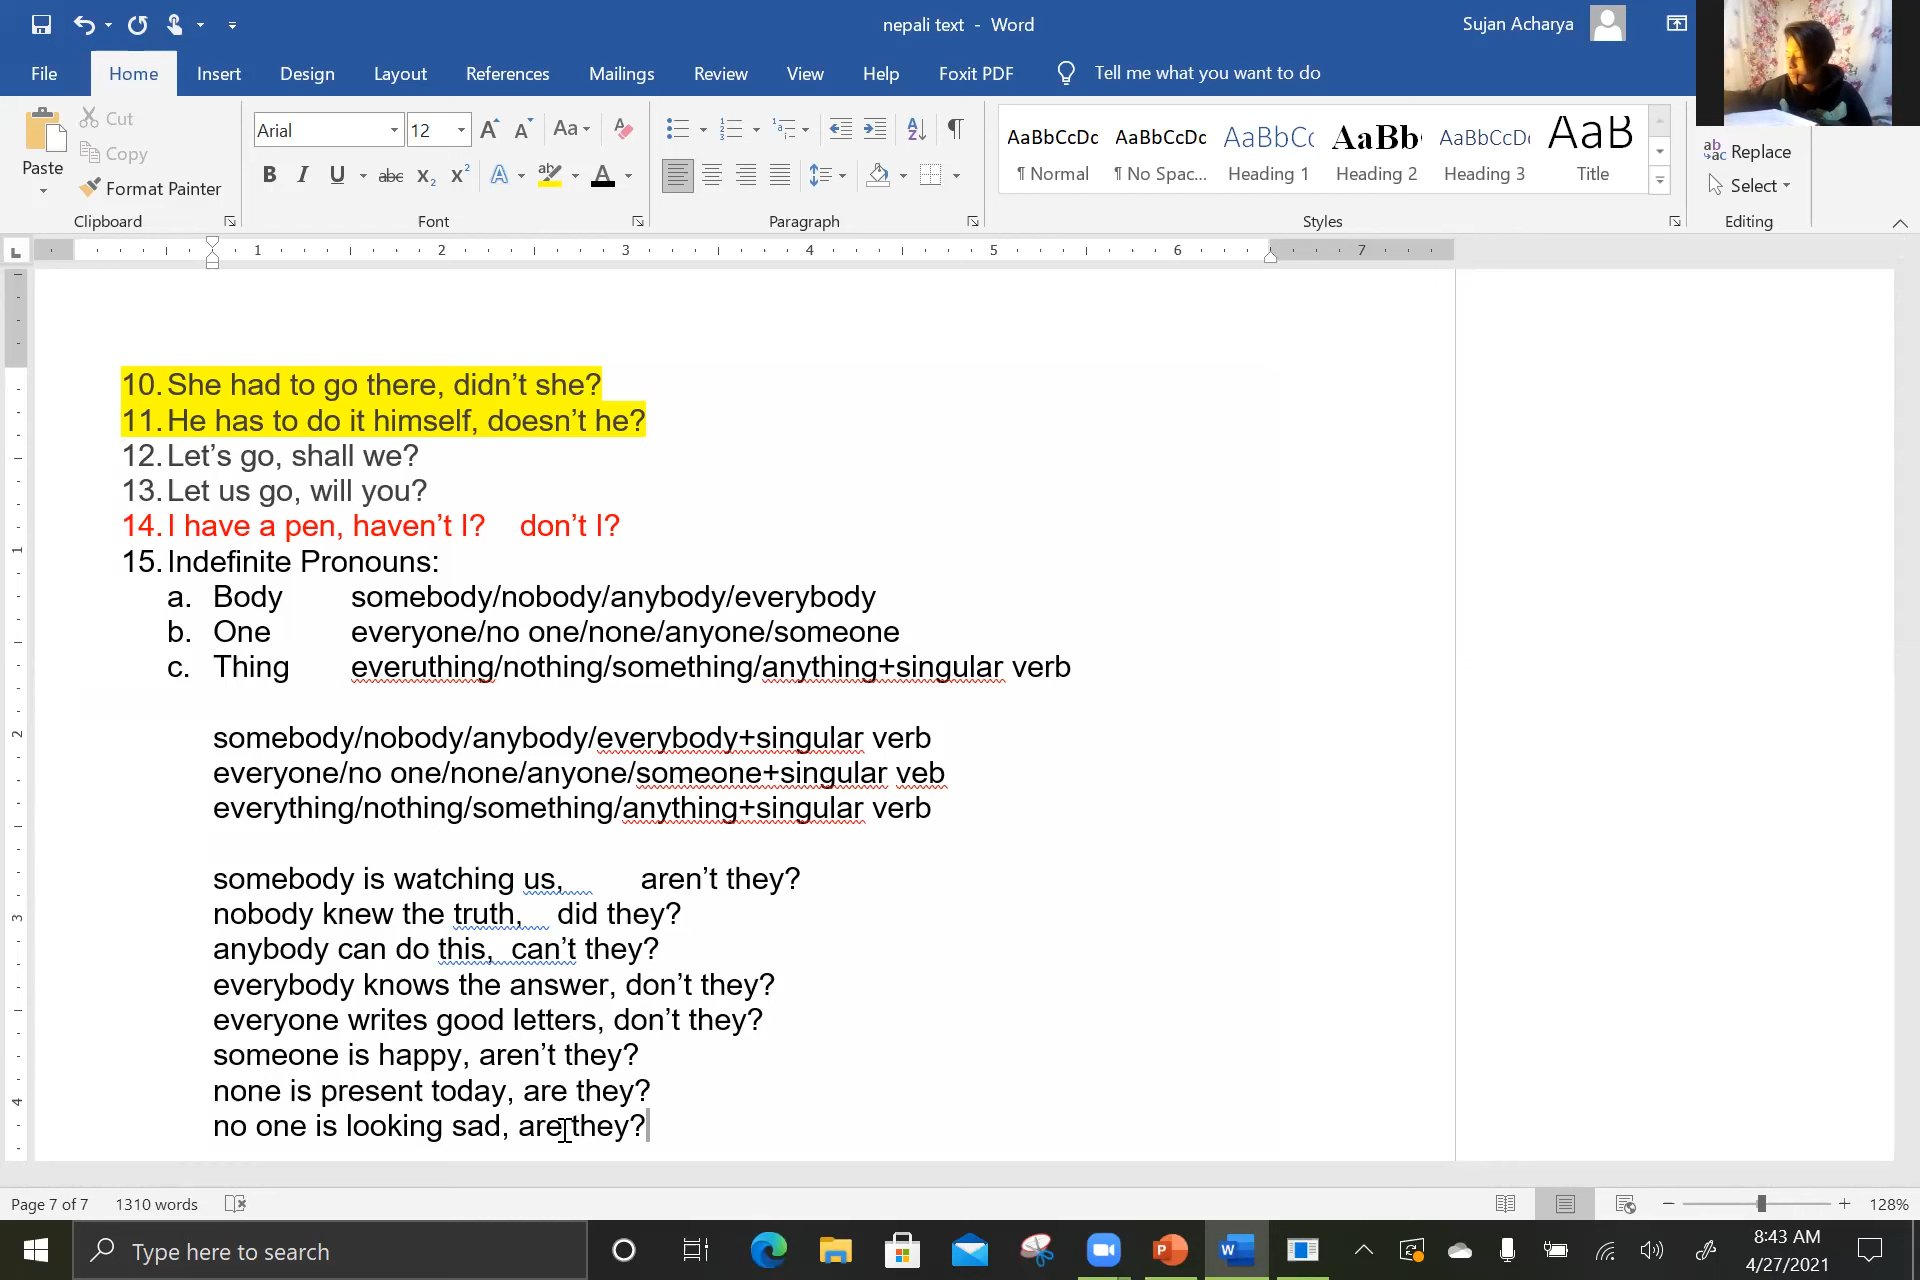 nepali text - Word
Sujan Acharya
File Home Insert Design Layout References Mailings Review View Help Foxit PDF Tell me what you want to do
Paste
Cut
Copy
Format Painter
Clipboard
Arial 12
Font
Paragraph
AaBbCcDc AaBbCcDc AaBbCc AaBb AaBbCcD AaB
¶ Normal ¶ No Spac... Heading 1 Heading 2 Heading 3 Title
Styles
Replace
Select
Editing
1 2 3 4 5 6 7
10. She had to go there, didn’t she?
11. He has to do it himself, doesn’t he?
12. Let’s go, shall we?
13. Let us go, will you?
14. I have a pen, haven’t I? don’t I?
15. Indefinite Pronouns:
a. Body somebody/nobody/anybody/everybody
b. One everyone/no one/none/anyone/someone
c. Thing everuthing/nothing/something/anything+singular verb
somebody/nobody/anybody/everybody+singular verb
everyone/no one/none/anyone/someone+singular veb
everything/nothing/something/anything+singular verb
somebody is watching us, aren’t they?
nobody knew the truth, did they?
anybody can do this, can’t they?
everybody knows the answer, don’t they?
everyone writes good letters, don’t they?
someone is happy, aren’t they?
none is present today, are they?
no one is looking sad, are they?
Page 7 of 7 1310 words 128%
Type here to search
8:43 AM
4/27/2021